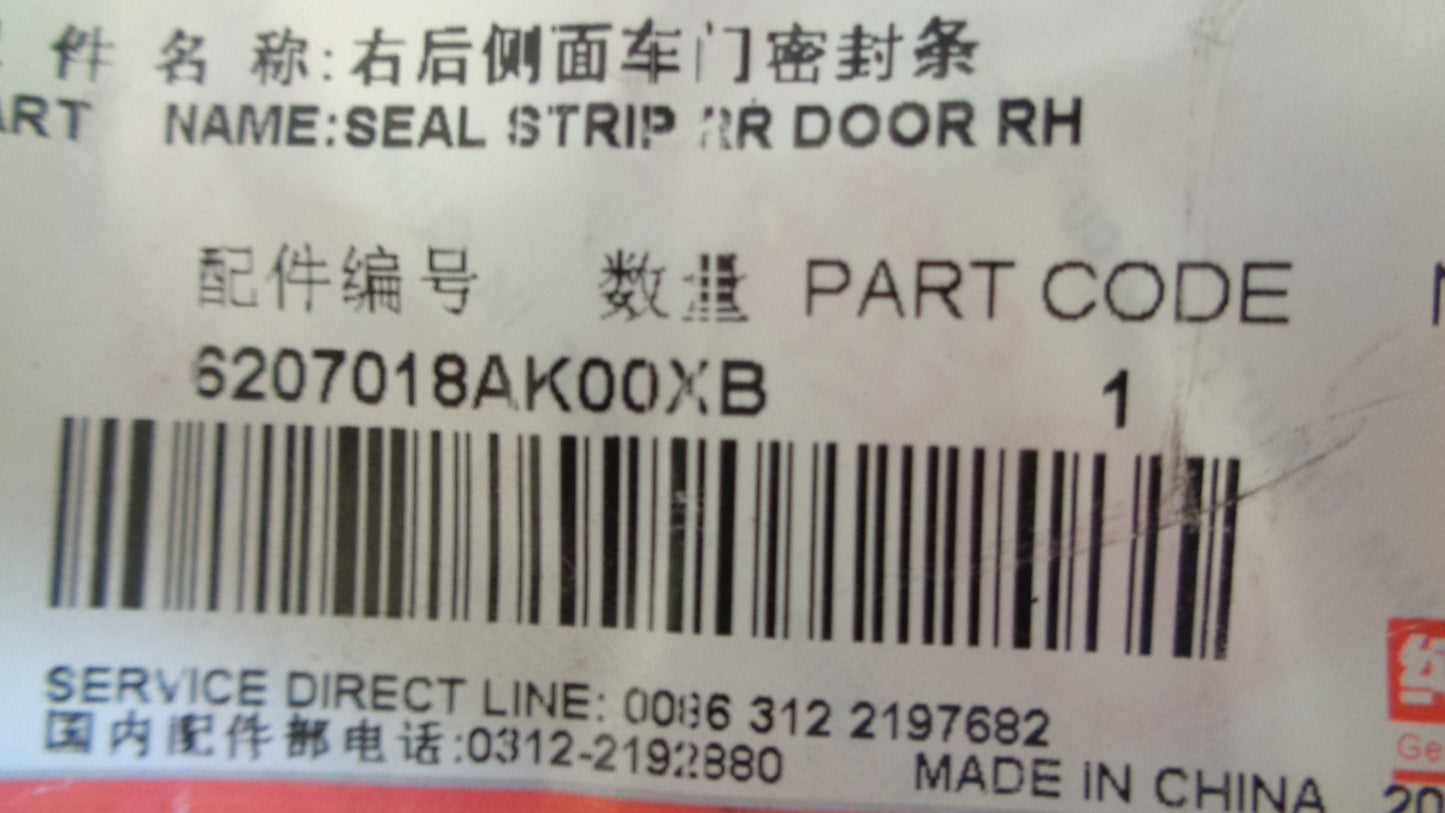 件 名 称:右后侧面车门密封条
PART NAME:SEAL STRIP RR DOOR RH
配件编号 数量 PART CODE
6207018AK00XB 1
SERVICE DIRECT LINE: 0086 312 2197682
国内配件部电话:0312-2192880
MADE IN CHINA